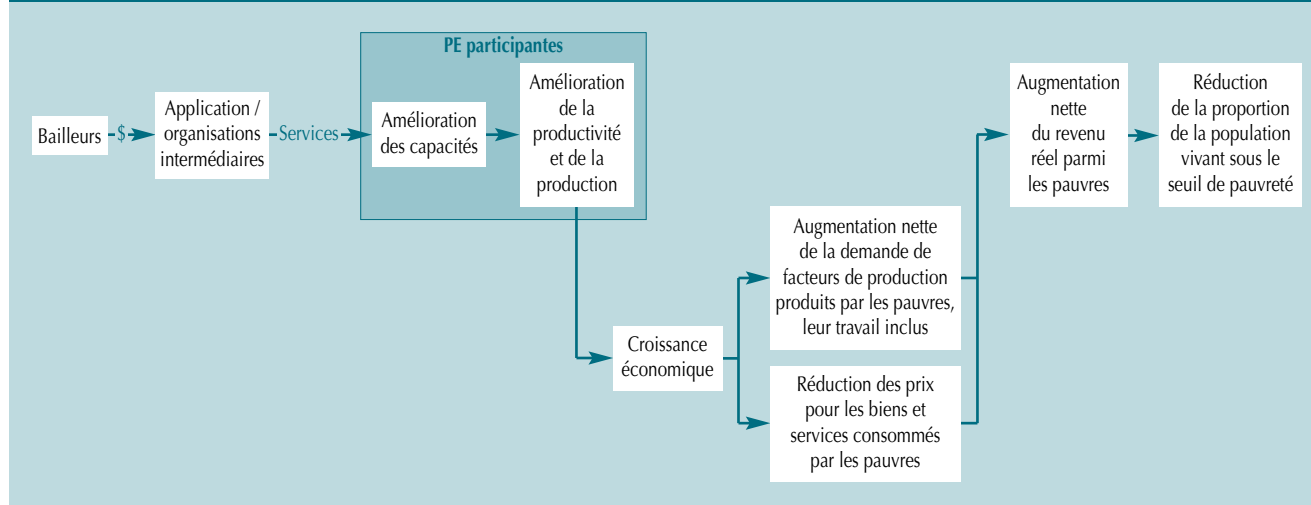 Bailleurs
$
Application /
organisations
intermédiaires
Services
PE participantes
Amélioration
des capacités
Amélioration
de la
productivité
et de la
production
Croissance
économique
Augmentation nette
de la demande de
facteurs de production
produits par les pauvres,
leur travail inclus
Réduction des prix
pour les biens et
services consommés
par les pauvres
Augmentation
nette
du revenu
réel parmi
les pauvres
Réduction
de la proportion
de la population
vivant sous le
seuil de pauvreté